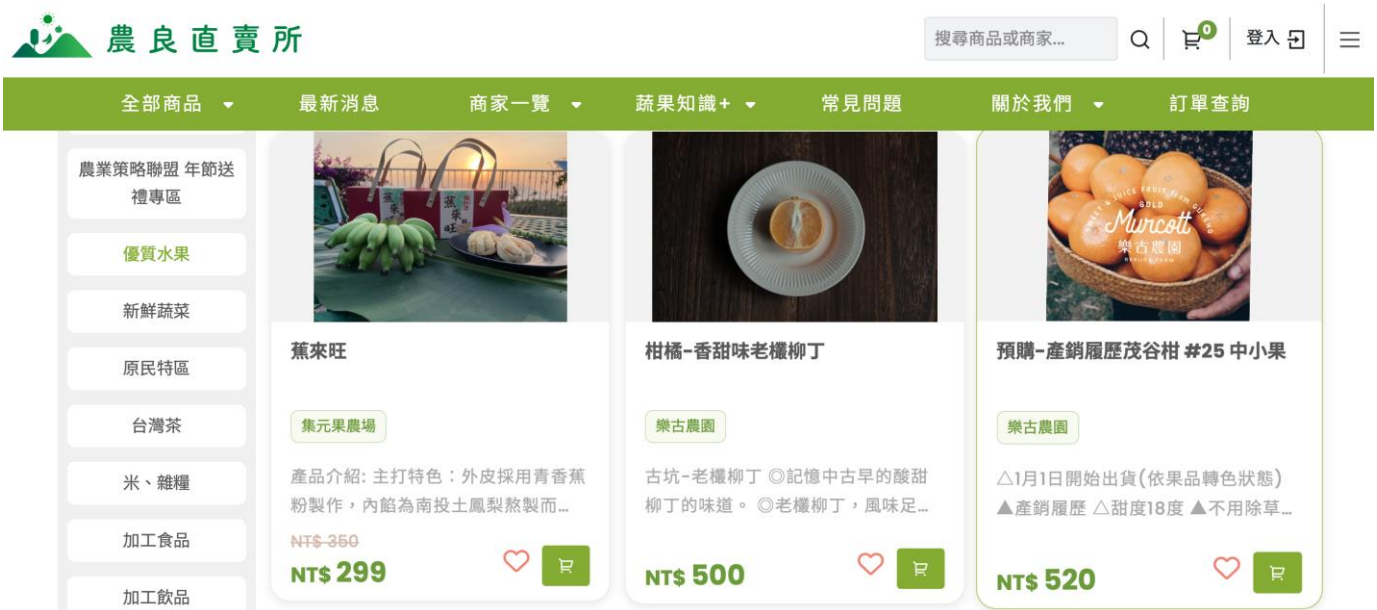 農良直賣所
搜尋商品或商家...
0
登入
全部商品
最新消息
商家一覽
蔬果知識+
常見問題
關於我們
訂單查詢
農業策略聯盟 年節送
禮專區
優質水果
新鮮蔬菜
原民特區
台灣茶
米、雜糧
加工食品
加工飲品
蕉來旺
集元果農場
產品介紹: 主打特色：外皮採用青香蕉
粉製作，內餡為南投土鳳梨熬製而...
NT$ 350
NT$ 299
柑橘-香甜味老欉柳丁
樂古農園
古坑-老欉柳丁 ◎記憶中古早的酸甜
柳丁的味道。 ◎老欉柳丁，風味足...
NT$ 500
GOLD
Murcott
樂古農園
預購-產銷履歷茂谷柑 #25 中小果
樂古農園
△1月1日開始出貨(依果品轉色狀態)
▲產銷履歷 △甜度18度 ▲不用除草...
NT$ 520